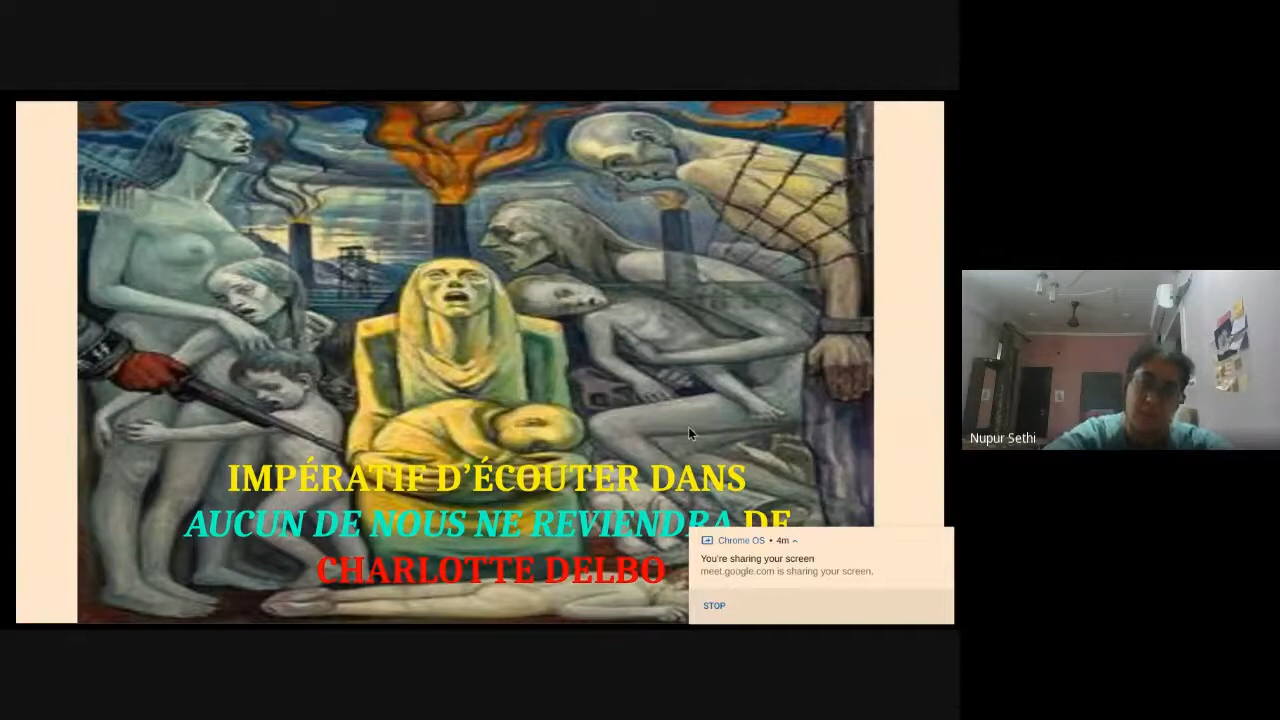 IMPÉRATIF D’ÉCOUTER DANS
AUCUN DE NOUS NE REVIENDRA DE
CHARLOTTE DELBO
Chrome OS • 4m
You're sharing your screen
meet.google.com is sharing your screen.
STOP
Nupur Sethi